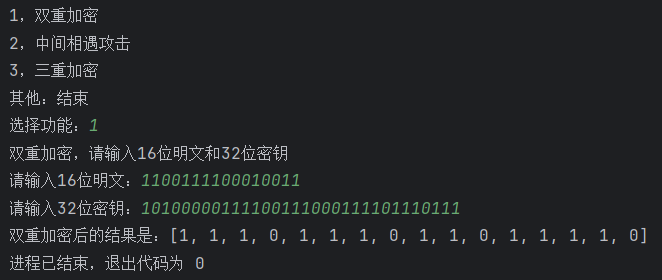 1，双重加密
2，中间相遇攻击
3，三重加密
其他：结束
选择功能：1
双重加密，请输入16位明文和32位密钥
请输入16位明文：1100111100010011
请输入32位密钥：10100000111100111000111101110111
双重加密后的结果是：[1, 1, 1, 0, 1, 1, 1, 0, 1, 1, 0, 1, 1, 1, 1, 0]
进程已结束，退出代码为 0